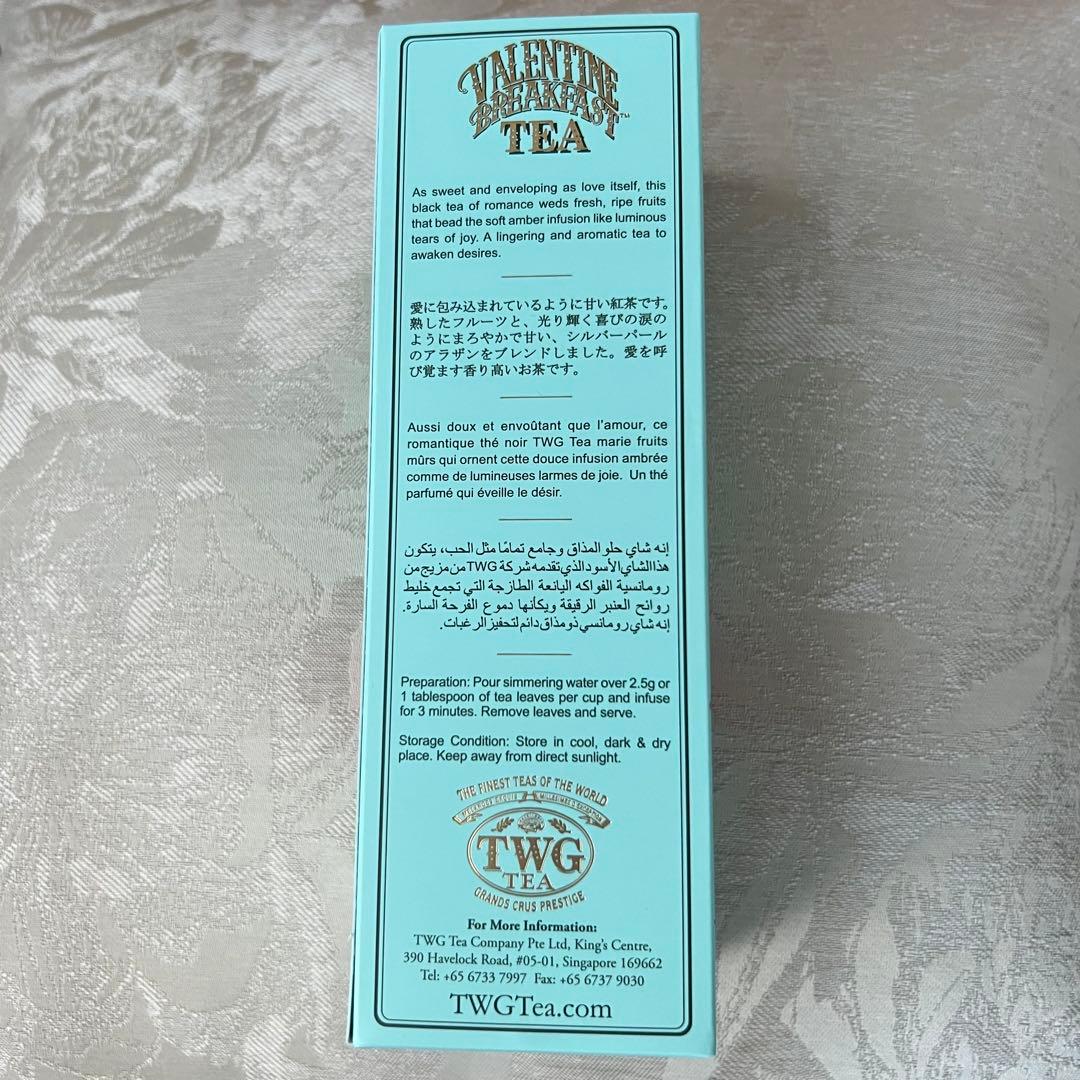 VALENTINE
BREAKFAST™
TEA
As sweet and enveloping as love itself, this
black tea of romance weds fresh, ripe fruits
that bead the soft amber infusion like luminous
tears of joy. A lingering and aromatic tea to
awaken desires.
愛に包み込まれているように甘い紅茶です。
熟したフルーツと、光り輝く喜びの涙の
ようにまろやかで甘い、シルバーパール
のアラザンをブレンドしました。愛を呼
び覚ます香り高いお茶です。
Aussi doux et envoûtant que l'amour, ce
romantique thé noir TWG Tea marie fruits
mûrs qui ornent cette douce infusion ambrée
comme de lumineuses larmes de joie. Un thé
parfumé qui éveille le désir.
إنه شاي حلو المذاق وجامع تمامًا مثل الحب، يتكون
هذا الشاي الأسود الذي تقدمه شركة TWG من مزيج من
رومانسية الفواكه اليانعة الطازجة التي تجمع خليط
روائح العنبر الرقيقة ويكأنها دموع الفرحة السارة.
إنه شاي رومانسي ذو مذاق دائم لتحفيز الرغبات.
Preparation: Pour simmering water over 2.5g or
1 tablespoon of tea leaves per cup and infuse
for 3 minutes. Remove leaves and serve.
Storage Condition: Store in cool, dark & dry
place. Keep away from direct sunlight.
THE FINEST TEAS OF THE WORLD
TWG
TEA
GRANDS CRUS PRESTIGE
For More Information:
TWG Tea Company Pte Ltd, King's Centre,
390 Havelock Road, #05-01, Singapore 169662
Tel: +65 6733 7997 Fax: +65 6737 9030
TWGTea.com